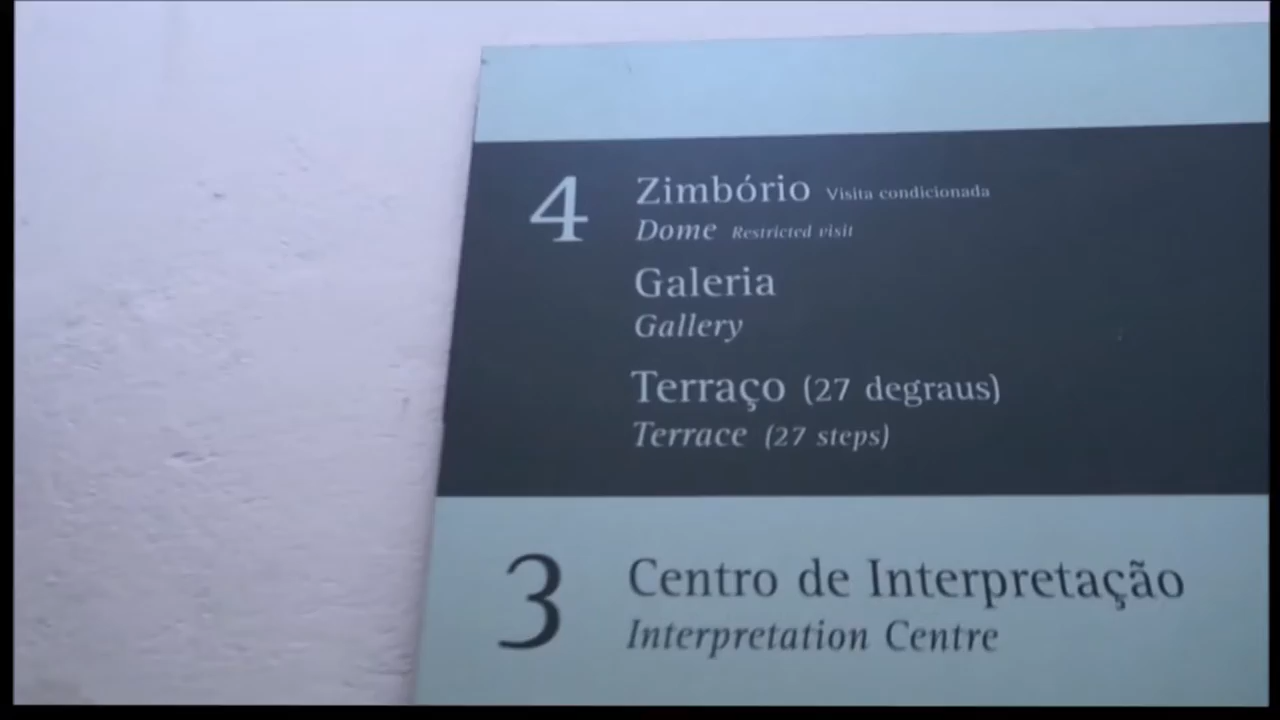 4 Zimbório Visita condicionada
Dome Restricted visit
Galeria
Gallery
Terraço (27 degraus)
Terrace (27 steps)
3 Centro de Interpretação
Interpretation Centre